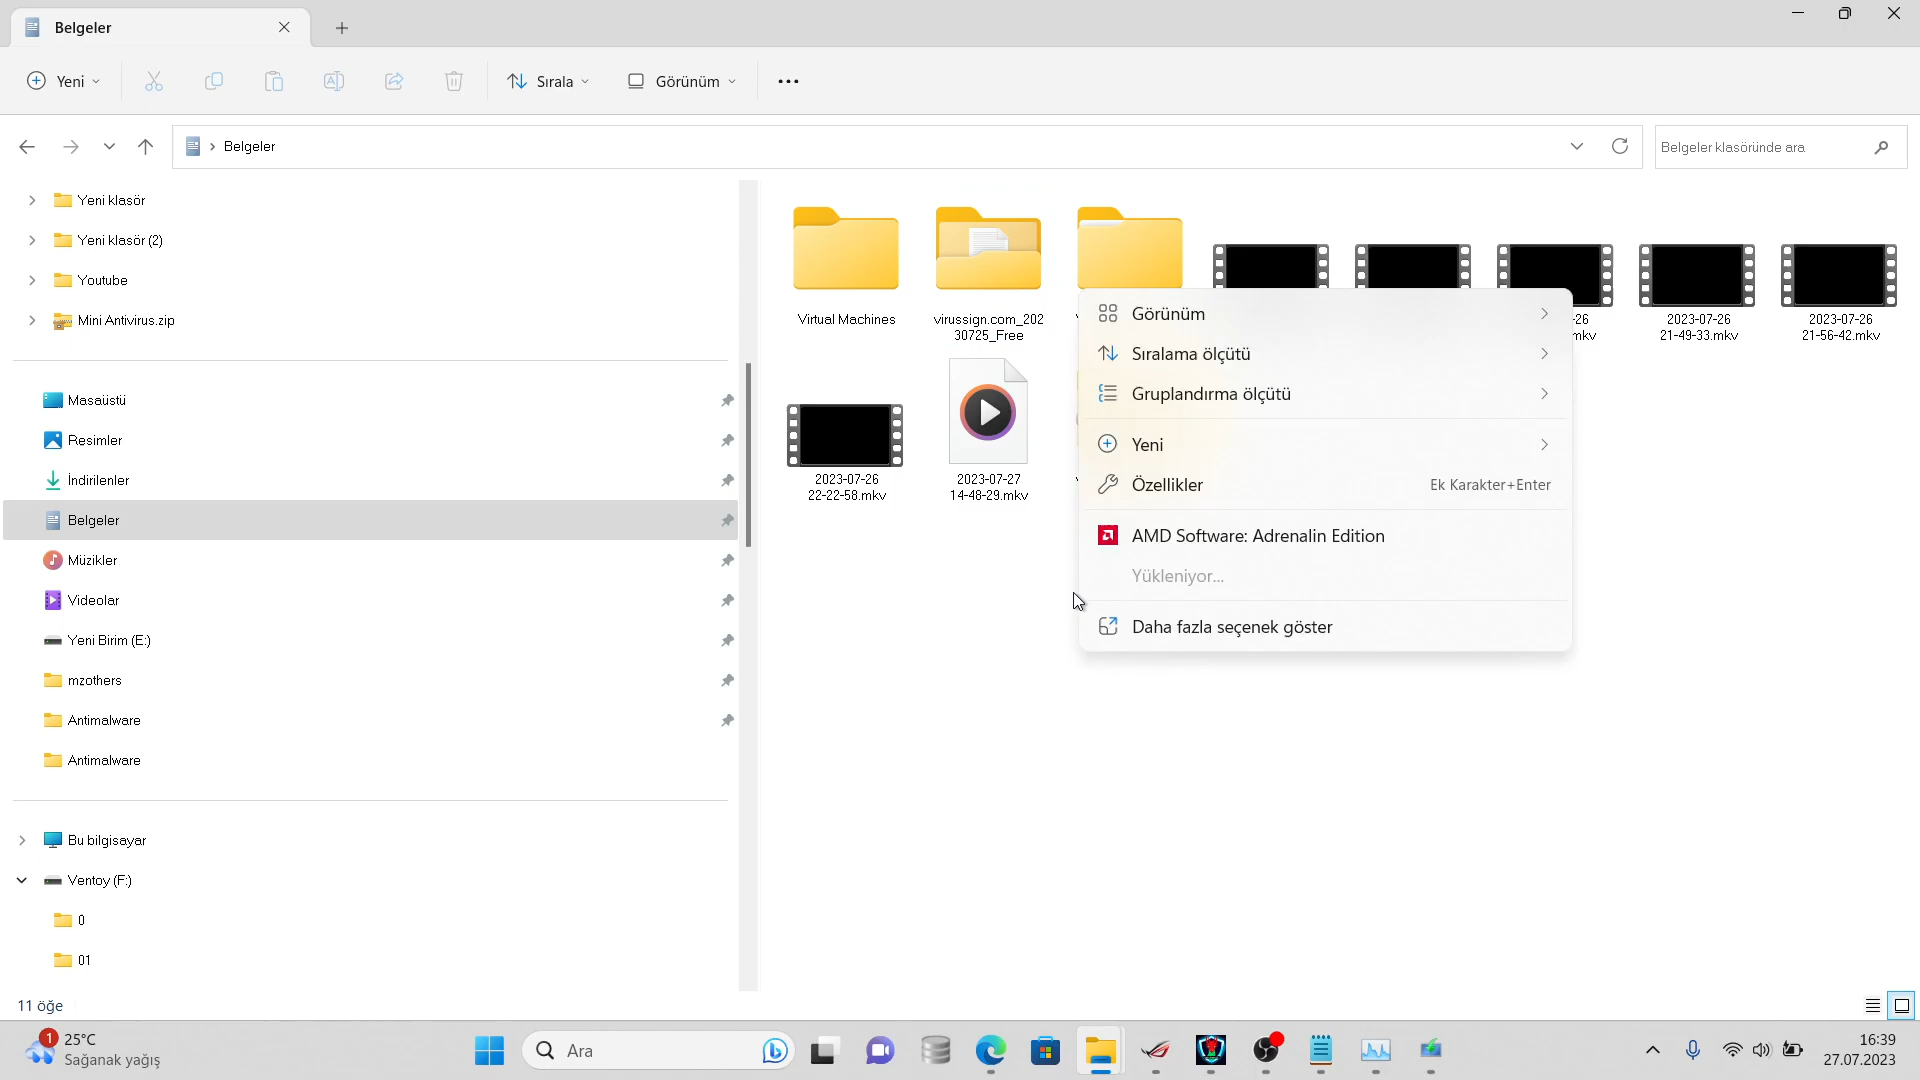 Belgeler
Yeni
Sırala
Görünüm
Belgeler
Belgeler klasöründe ara
Yeni klasör
Yeni klasör (2)
Youtube
Mini Antivirus.zip
Masaüstü
Resimler
İndirilenler
Belgeler
Müzikler
Videolar
Yeni Birim (E:)
mzothers
Antimalware
Antimalware
Bu bilgisayar
Ventoy (F:)
0
01
Virtual Machines
virussign.com_202
30725_Free
-26
mkv
2023-07-26
21-49-33.mkv
2023-07-26
21-56-42.mkv
2023-07-26
22-22-58.mkv
2023-07-27
14-48-29.mkv
Görünüm
Sıralama ölçütü
Gruplandırma ölçütü
Yeni
Özellikler
Ek Karakter+Enter
AMD Software: Adrenalin Edition
Yükleniyor...
Daha fazla seçenek göster
11 öğe
1
25°C
Sağanak yağış
Ara
16:39
27.07.2023